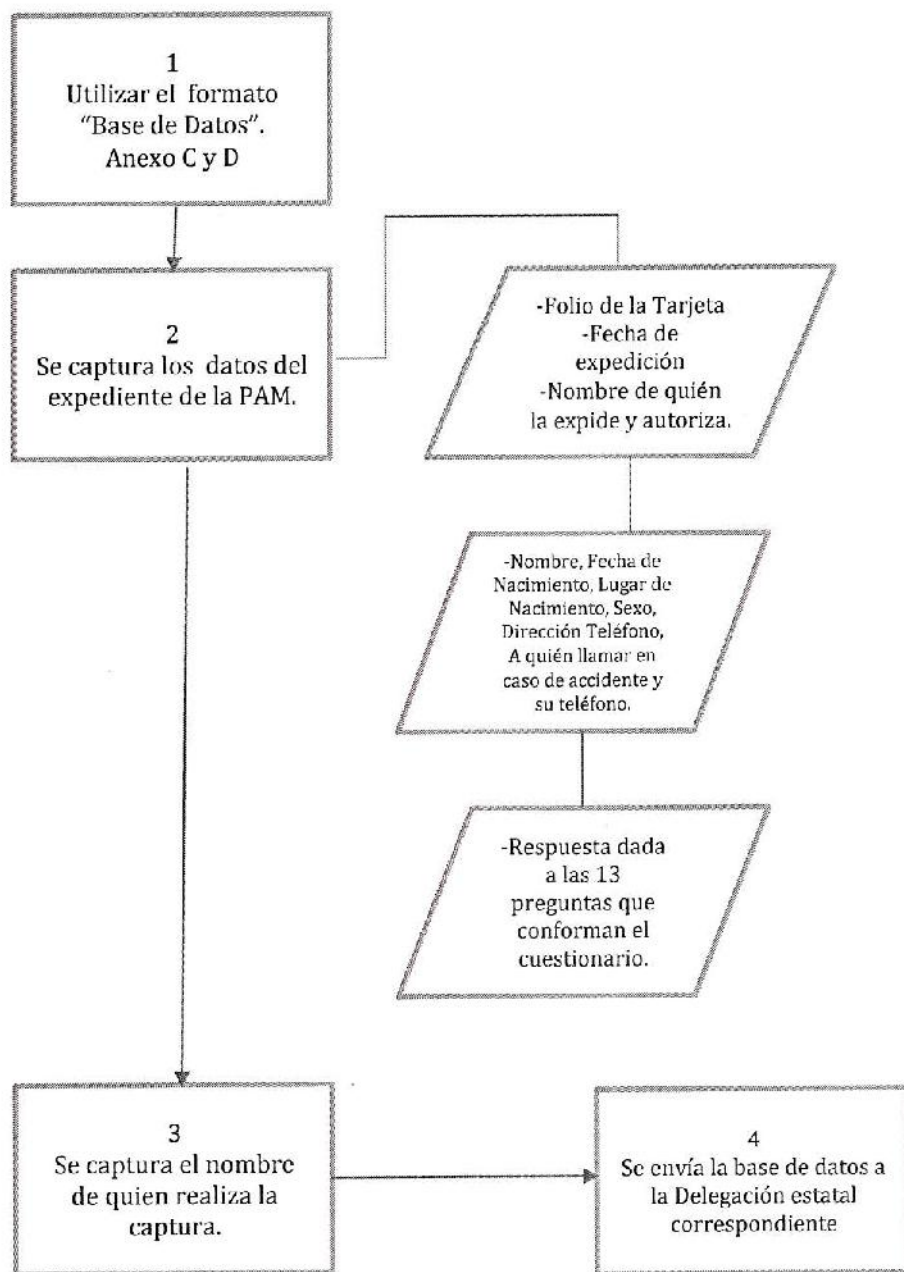 1
Utilizar el formato
“Base de Datos”.
Anexo C y D
2
Se captura los datos del
expediente de la PAM.
-Folio de la Tarjeta
-Fecha de
expedición
-Nombre de quién
la expide y autoriza.
-Nombre, Fecha de
Nacimiento, Lugar de
Nacimiento, Sexo,
Dirección Teléfono,
A quién llamar en
caso de accidente y
su teléfono.
-Respuesta dada
a las 13
preguntas que
conforman el
cuestionario.
3
Se captura el nombre
de quien realiza la
captura.
4
Se envía la base de datos a
la Delegación estatal
correspondiente